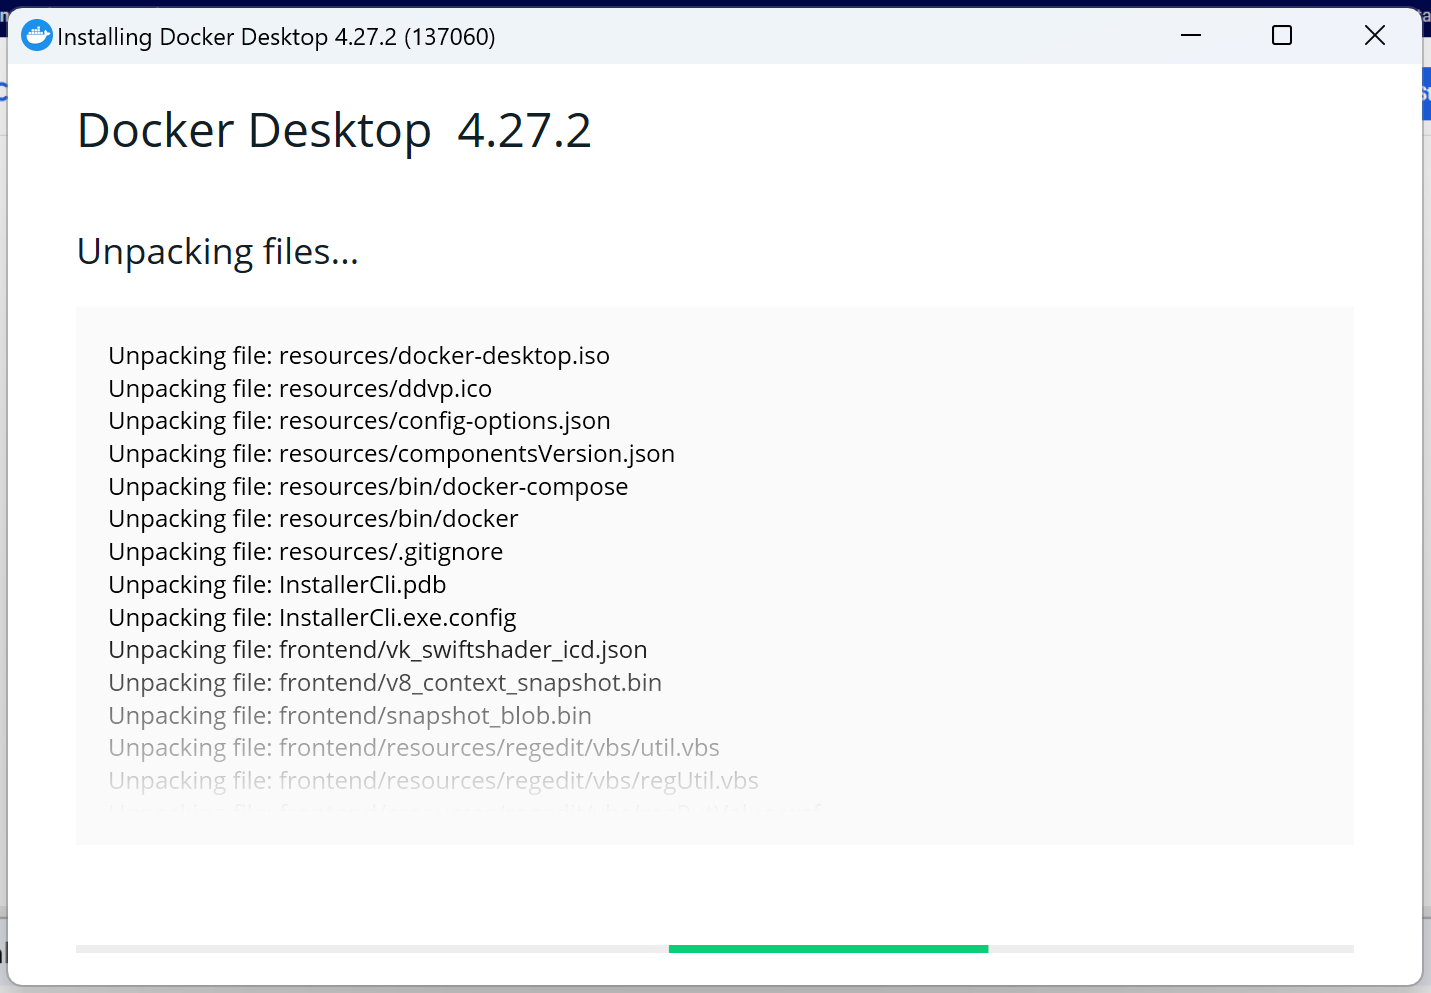 Installing Docker Desktop 4.27.2 (137060)
Docker Desktop 4.27.2
Unpacking files...
Unpacking file: resources/docker-desktop.iso
Unpacking file: resources/ddvp.ico
Unpacking file: resources/config-options.json
Unpacking file: resources/componentsVersion.json
Unpacking file: resources/bin/docker-compose
Unpacking file: resources/bin/docker
Unpacking file: resources/.gitignore
Unpacking file: InstallerCli.pdb
Unpacking file: InstallerCli.exe.config
Unpacking file: frontend/vk_swiftshader_icd.json
Unpacking file: frontend/v8_context_snapshot.bin
Unpacking file: frontend/snapshot_blob.bin
Unpacking file: frontend/resources/regedit/vbs/util.vbs
Unpacking file: frontend/resources/regedit/vbs/regUtil.vbs